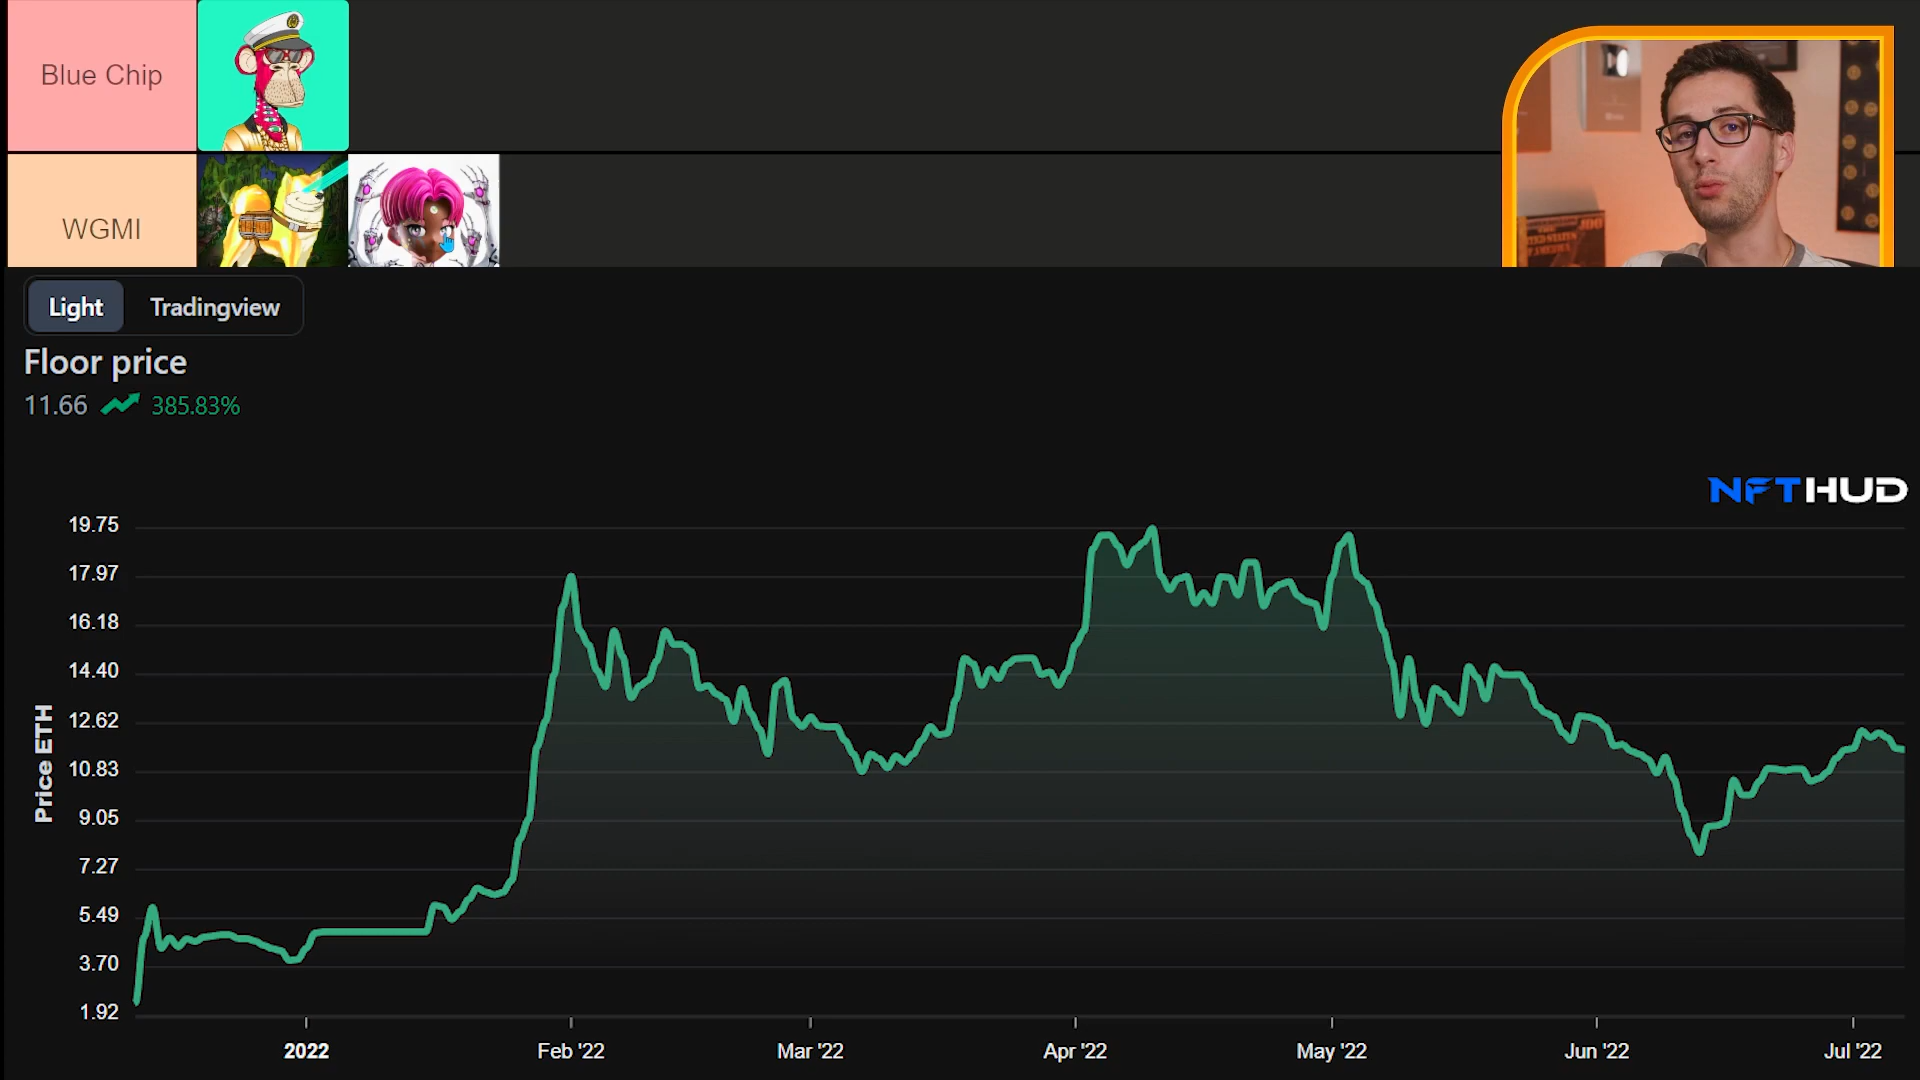 Blue Chip
WGMI
Light
Tradingview
Floor price
11.66 385.83%
NFTHUD
Price ETH
19.75
17.97
16.18
14.40
12.62
10.83
9.05
7.27
5.49
3.70
1.92
2022
Feb '22
Mar '22
Apr '22
May '22
Jun '22
Jul '22